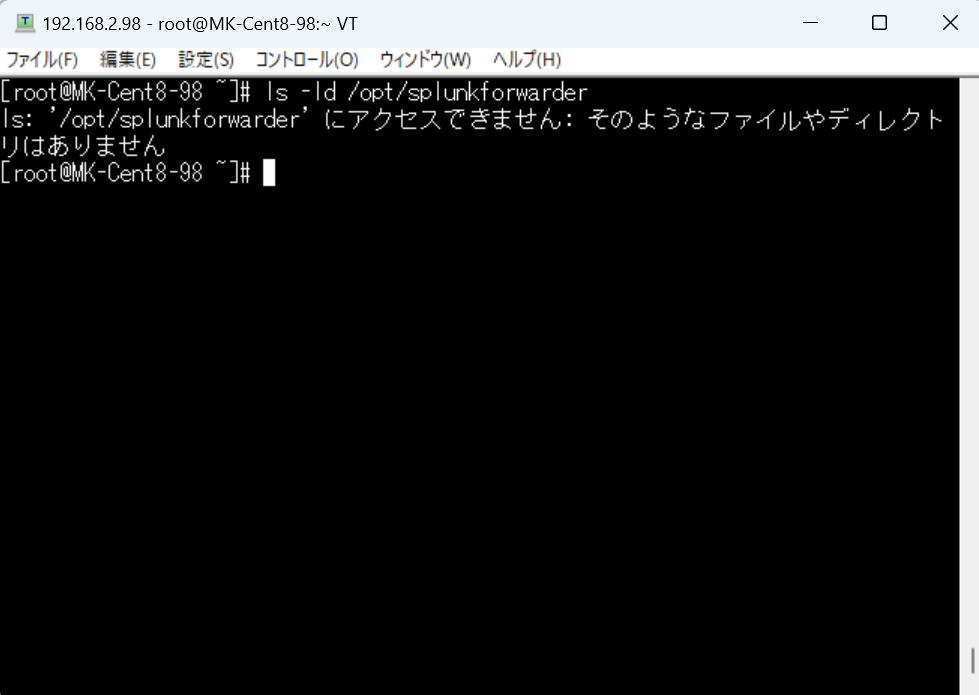 192.168.2.98 - root@MK-Cent8-98:~ VT
ファイル(F) 編集(E) 設定(S) コントロール(O) ウィンドウ(W) ヘルプ(H)
[root@MK-Cent8-98 ~]# ls -ld /opt/splunkforwarder
ls: '/opt/splunkforwarder' にアクセスできません: そのようなファイルやディレクト
リはありません
[root@MK-Cent8-98 ~]#